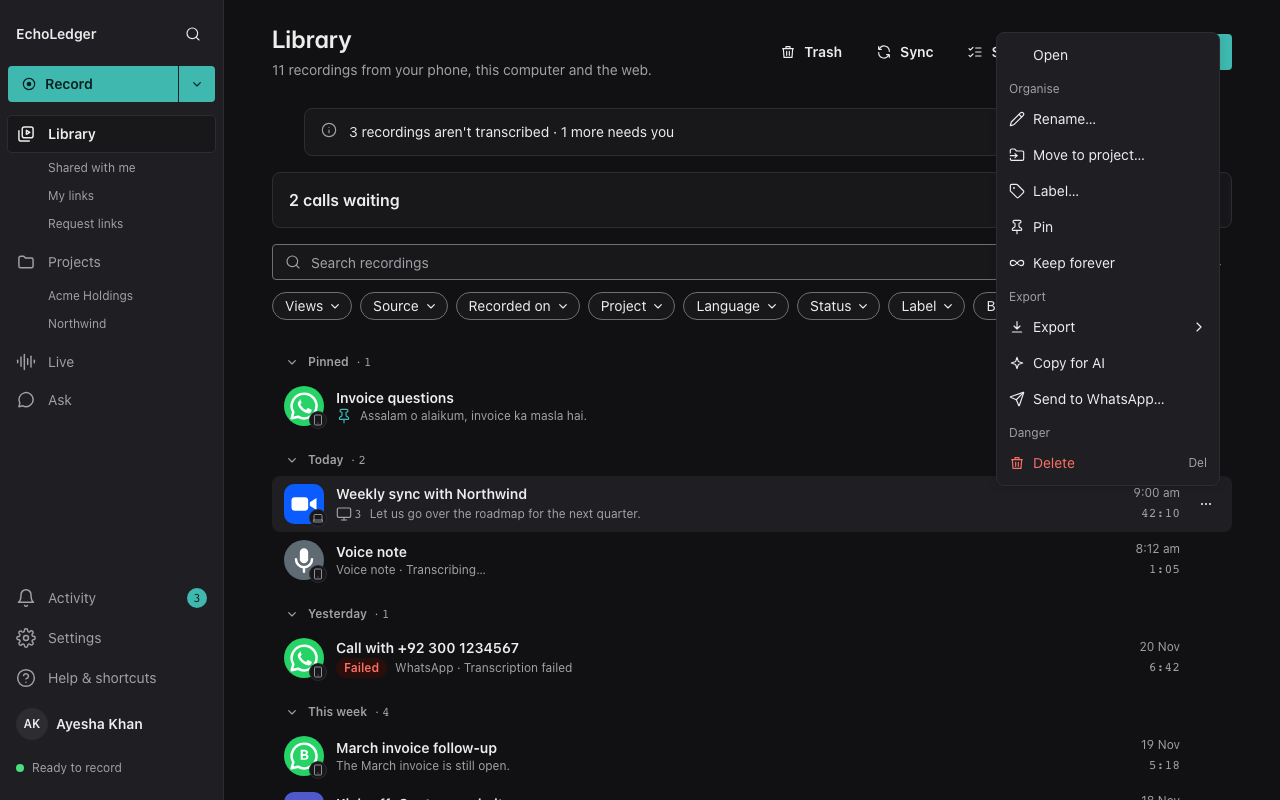 EchoLedger
Record
Library
Shared with me
My links
Request links
Projects
Acme Holdings
Northwind
Live
Ask
Activity 3
Settings
Help & shortcuts
AK Ayesha Khan
Ready to record
Library
11 recordings from your phone, this computer and the web.
Trash Sync
3 recordings aren't transcribed · 1 more needs you
2 calls waiting
Search recordings
Views Source Recorded on Project Language Status Label
Pinned · 1
Invoice questions
Assalam o alaikum, invoice ka masla hai.
Today · 2
Weekly sync with Northwind 9:00 am
3 Let us go over the roadmap for the next quarter. 42:10
Voice note 8:12 am
Voice note · Transcribing... 1:05
Yesterday · 1
Call with +92 300 1234567 20 Nov
Failed WhatsApp · Transcription failed 6:42
This week · 4
B
March invoice follow-up 19 Nov
The March invoice is still open. 5:18
Open
Organise
Rename...
Move to project...
Label...
Pin
Keep forever
Export
Export
Copy for AI
Send to WhatsApp...
Danger
Delete Del